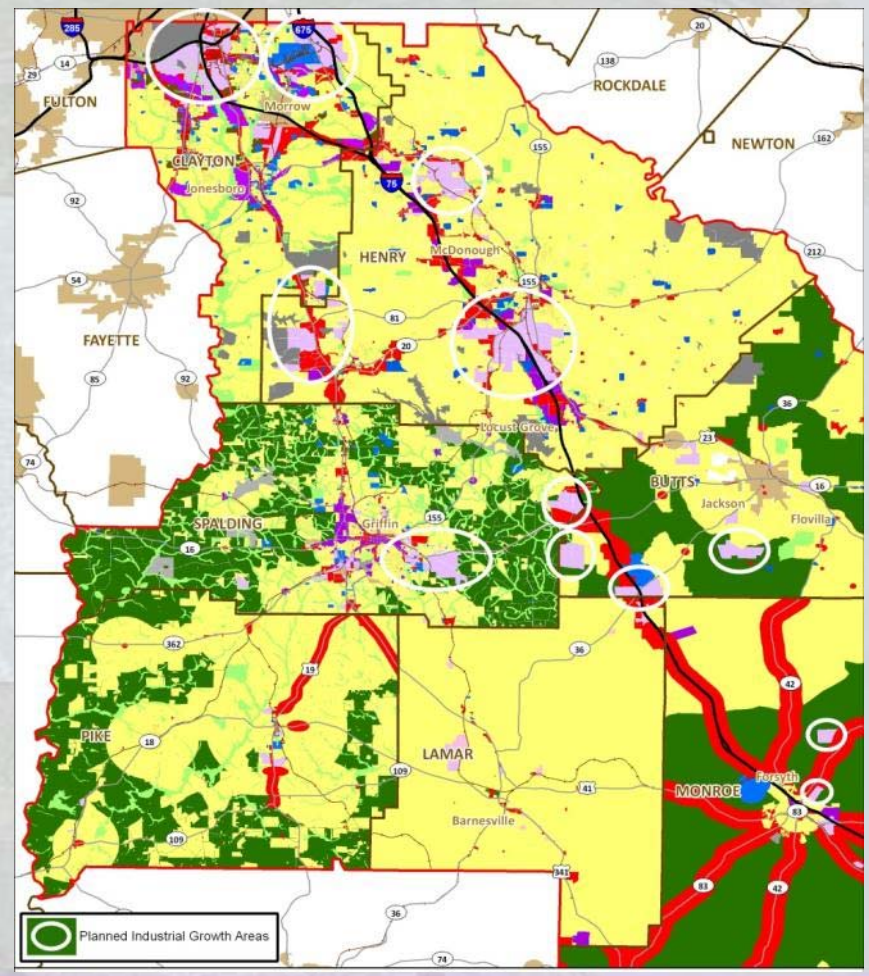 285
675
20
14
138
29
ROCKDALE
FULTON
Morrow
NEWTON
162
155
CLAYTON
75
Jonesboro
92
HENRY
McDonough
212
54
155
81
FAYETTE
20
85
92
36
Locust Grove
23
74
BUTTS
16
Jackson
SPALDING
Griffin
155
Flovilla
16
362
36
19
42
PIKE
18
LAMAR
109
41
MONROE
Forsyth
83
Barnesville
109
341
83
42
36
74
Planned Industrial Growth Areas